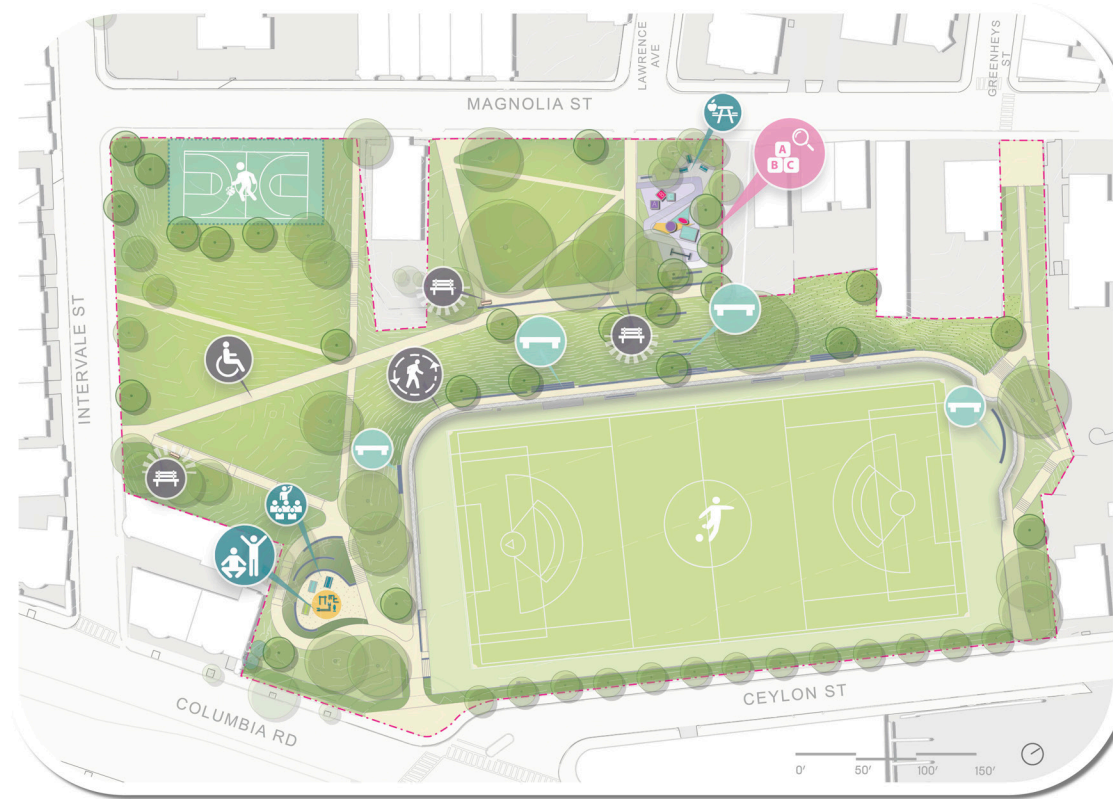 LAWRENCE
AVE
GREENHEYS
ST
MAGNOLIA ST
A
B C
INTERVALE ST
COLUMBIA RD
CEYLON ST
0' 50' 100' 150'